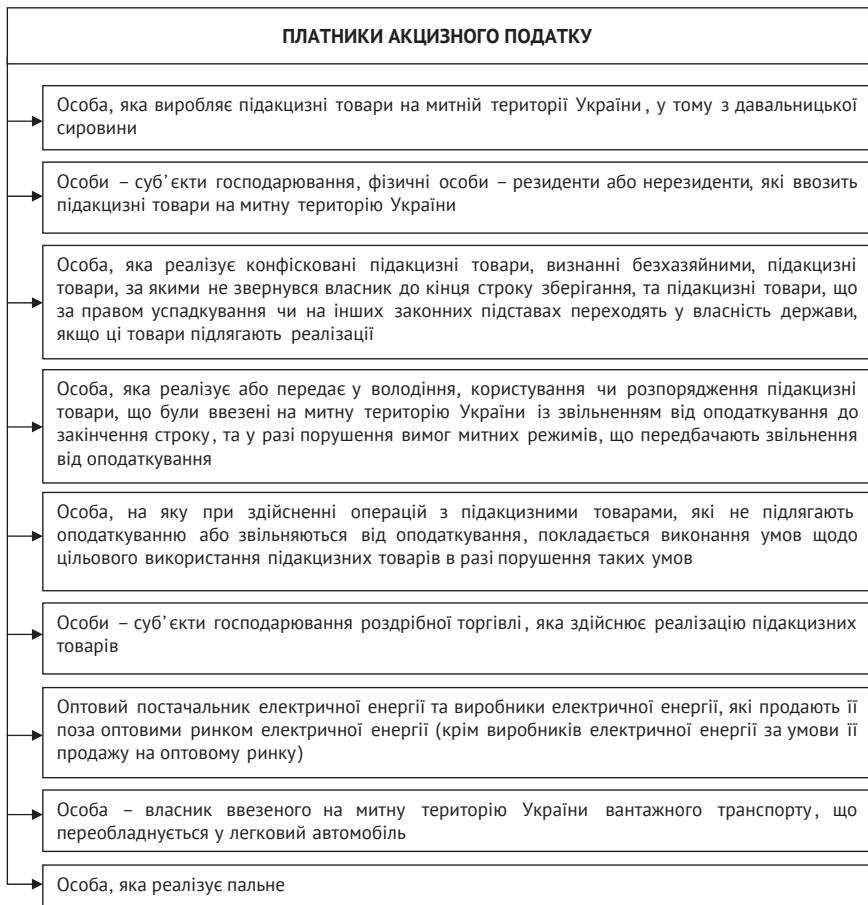 ПЛАТНИКИ АКЦИЗНОГО ПОДАТКУ
Особа, яка виробляє підакцизні товари на митній території України, у тому з давальницької
сировини
Особи – суб’єкти господарювання, фізичні особи – резиденти або нерезиденти, які ввозить
підакцизні товари на митну територію України
Особа, яка реалізує конфісковані підакцизні товари, визнанні безхазяйними, підакцизні
товари, за якими не звернувся власник до кінця строку зберігання, та підакцизні товари, що
за правом успадкування чи на інших законних підставах переходять у власність держави,
якщо ці товари підлягають реалізації
Особа, яка реалізує або передає у володіння, користування чи розпорядження підакцизні
товари, що були ввезені на митну територію України із звільненням від оподаткування до
закінчення строку, та у разі порушення вимог митних режимів, що передбачають звільнення
від оподаткування
Особа, на яку при здійсненні операцій з підакцизними товарами, які не підлягають
оподаткуванню або звільняються від оподаткування, покладається виконання умов щодо
цільового використання підакцизних товарів в разі порушення таких умов
Особи – суб’єкти господарювання роздрібної торгівлі, яка здійснює реалізацію підакцизних
товарів
Оптовий постачальник електричної енергії та виробники електричної енергії, які продають її
поза оптовими ринком електричної енергії (крім виробників електричної енергії за умови її
продажу на оптовому ринку)
Особа – власник ввезеного на митну територію України вантажного транспорту, що
переобладнується у легковий автомобіль
Особа, яка реалізує пальне